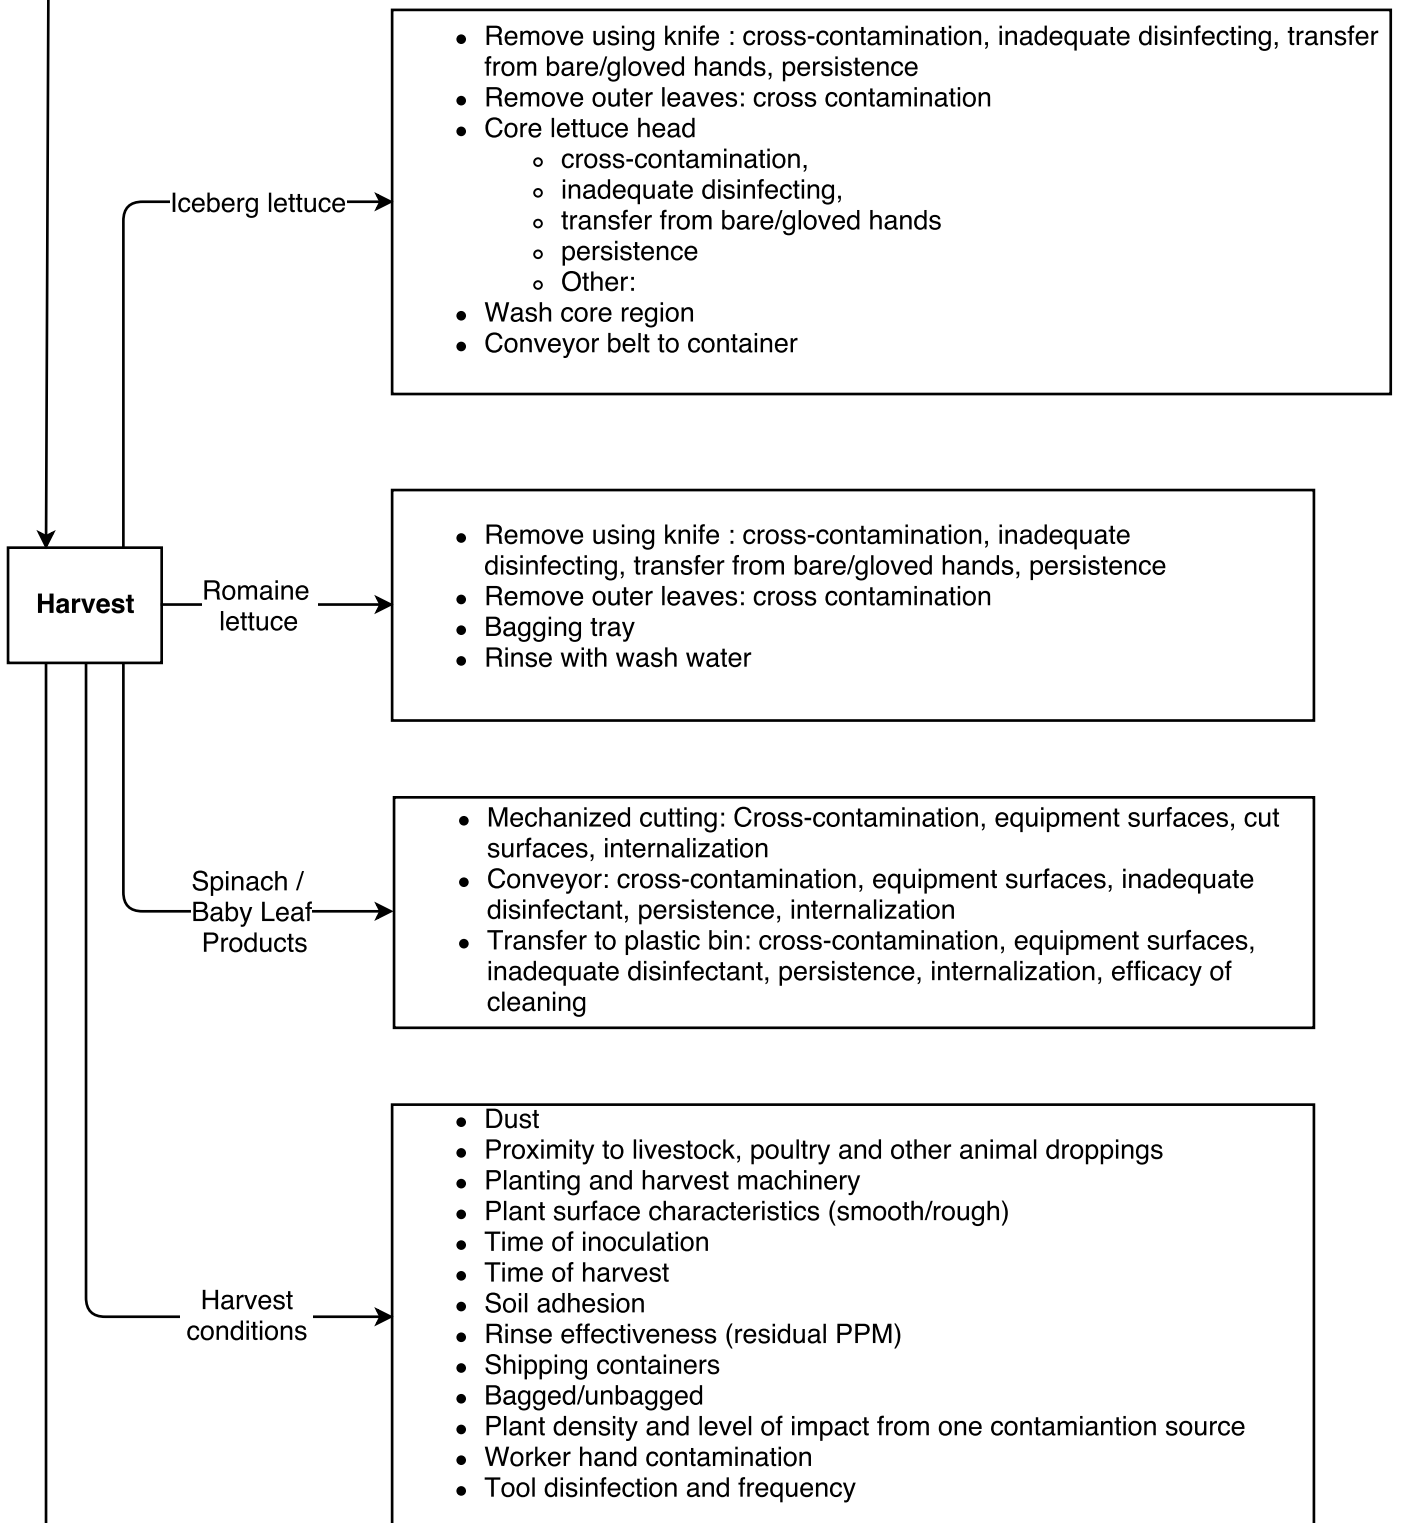 Remove using knife : cross-contamination, inadequate disinfecting, transfer
from bare/gloved hands, persistence
Remove outer leaves: cross contamination
Core lettuce head
cross-contamination,
inadequate disinfecting,
transfer from bare/gloved hands
persistence
Other:
Wash core region
Conveyor belt to container
Iceberg lettuce
Harvest
Romaine
lettuce
Remove using knife : cross-contamination, inadequate
disinfecting, transfer from bare/gloved hands, persistence
Remove outer leaves: cross contamination
Bagging tray
Rinse with wash water
Spinach /
Baby Leaf
Products
Mechanized cutting: Cross-contamination, equipment surfaces, cut
surfaces, internalization
Conveyor: cross-contamination, equipment surfaces, inadequate
disinfectant, persistence, internalization
Transfer to plastic bin: cross-contamination, equipment surfaces,
inadequate disinfectant, persistence, internalization, efficacy of
cleaning
Harvest
conditions
Dust
Proximity to livestock, poultry and other animal droppings
Planting and harvest machinery
Plant surface characteristics (smooth/rough)
Time of inoculation
Time of harvest
Soil adhesion
Rinse effectiveness (residual PPM)
Shipping containers
Bagged/unbagged
Plant density and level of impact from one contamiantion source
Worker hand contamination
Tool disinfection and frequency